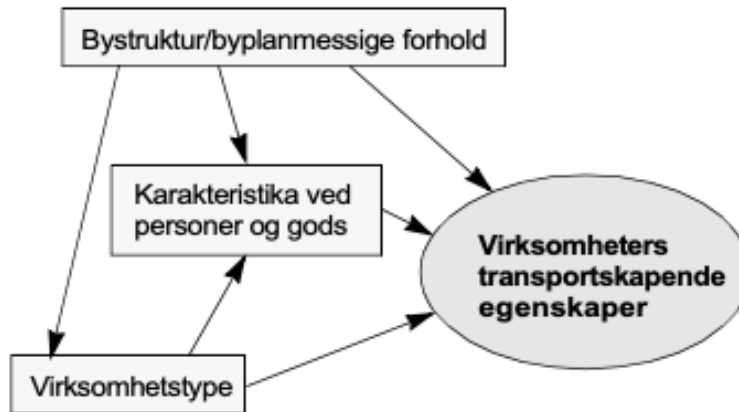 Bystruktur/byplanmessige forhold
Karakteristika ved
personer og gods
Virksomheters
transportskapende
egenskaper
Virksomhetstype